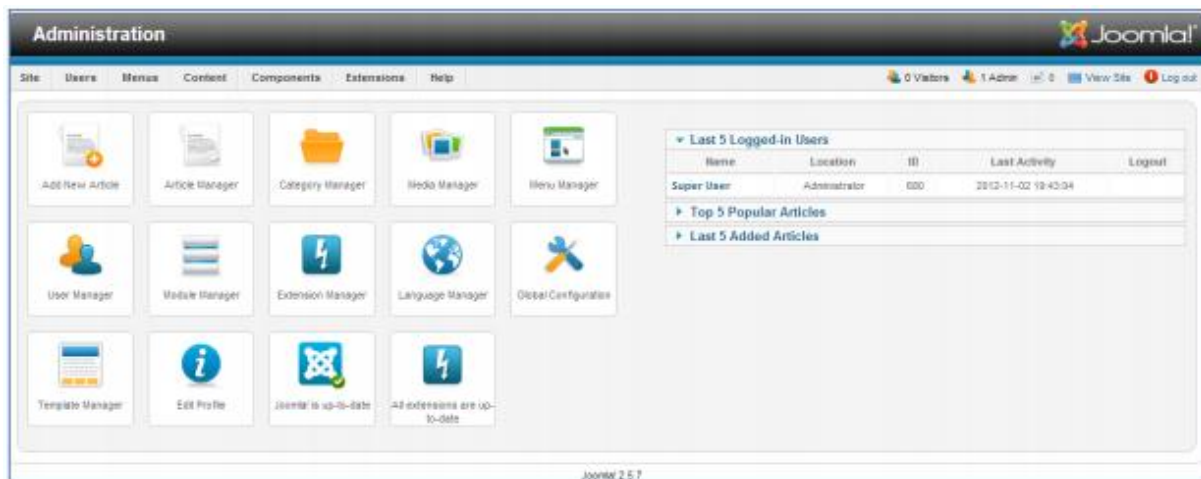 Administration
Joomla!
Site Users Menus Content Components Extensions Help
0 Visitors 1 Admin 0 View Site Log out
Add New Article Article Manager Category Manager Media Manager Menu Manager
User Manager Module Manager Extension Manager Language Manager Global Configuration
Template Manager Edit Profile Joomla! is up-to-date All extensions are up-
to-date
Last 5 Logged-in Users
Name Location ID Last Activity Logout
Super User Administrator 2012-11-02 19:43:04
Top 5 Popular Articles
Last 5 Added Articles
Joomla! 2.5.7